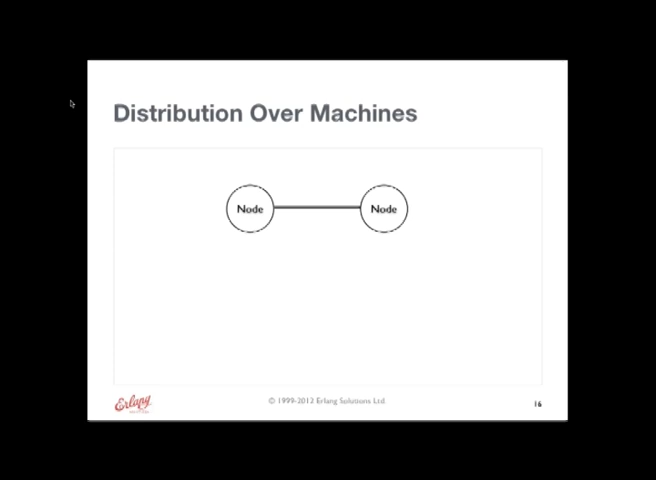 Distribution Over Machines
Node
Node
Erlang
© 1999-2012 Erlang Solutions Ltd
16